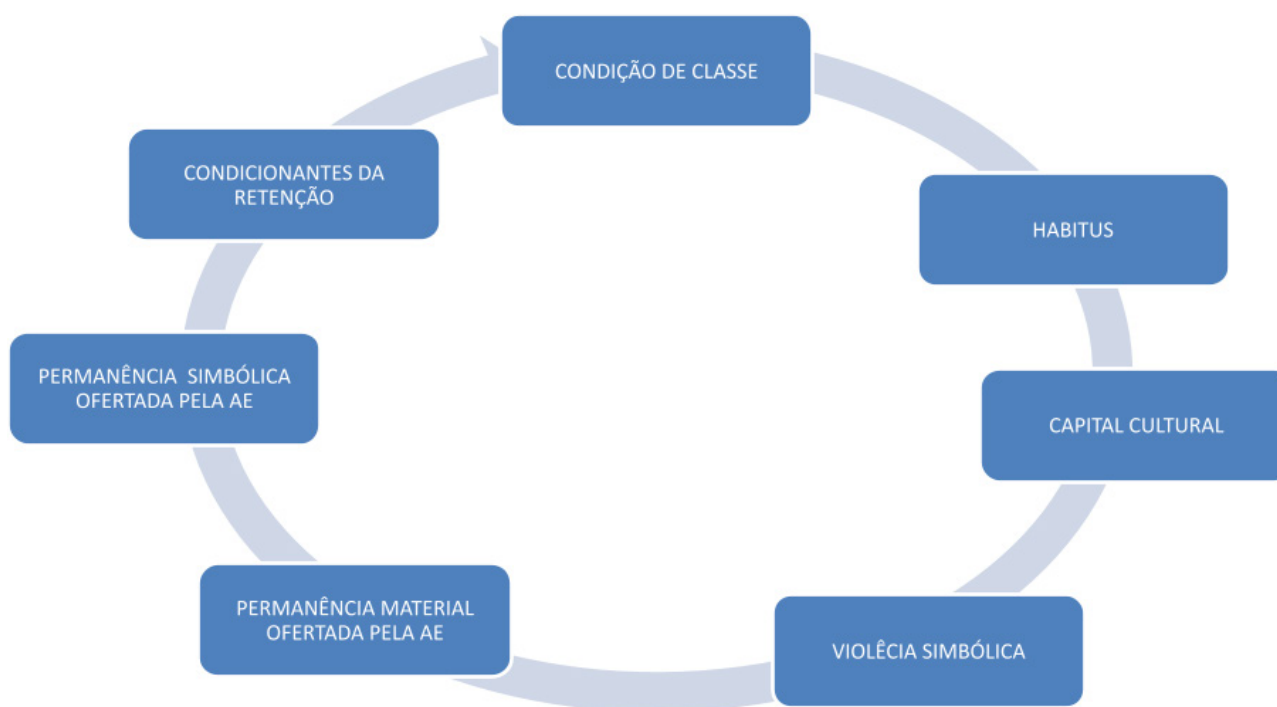 CONDIÇÃO DE CLASSE
HABITUS
CAPITAL CULTURAL
VIOLÊCIA SIMBÓLICA
PERMANÊNCIA MATERIAL
OFERTADA PELA AE
PERMANÊNCIA SIMBÓLICA
OFERTADA PELA AE
CONDICIONANTES DA
RETENÇÃO